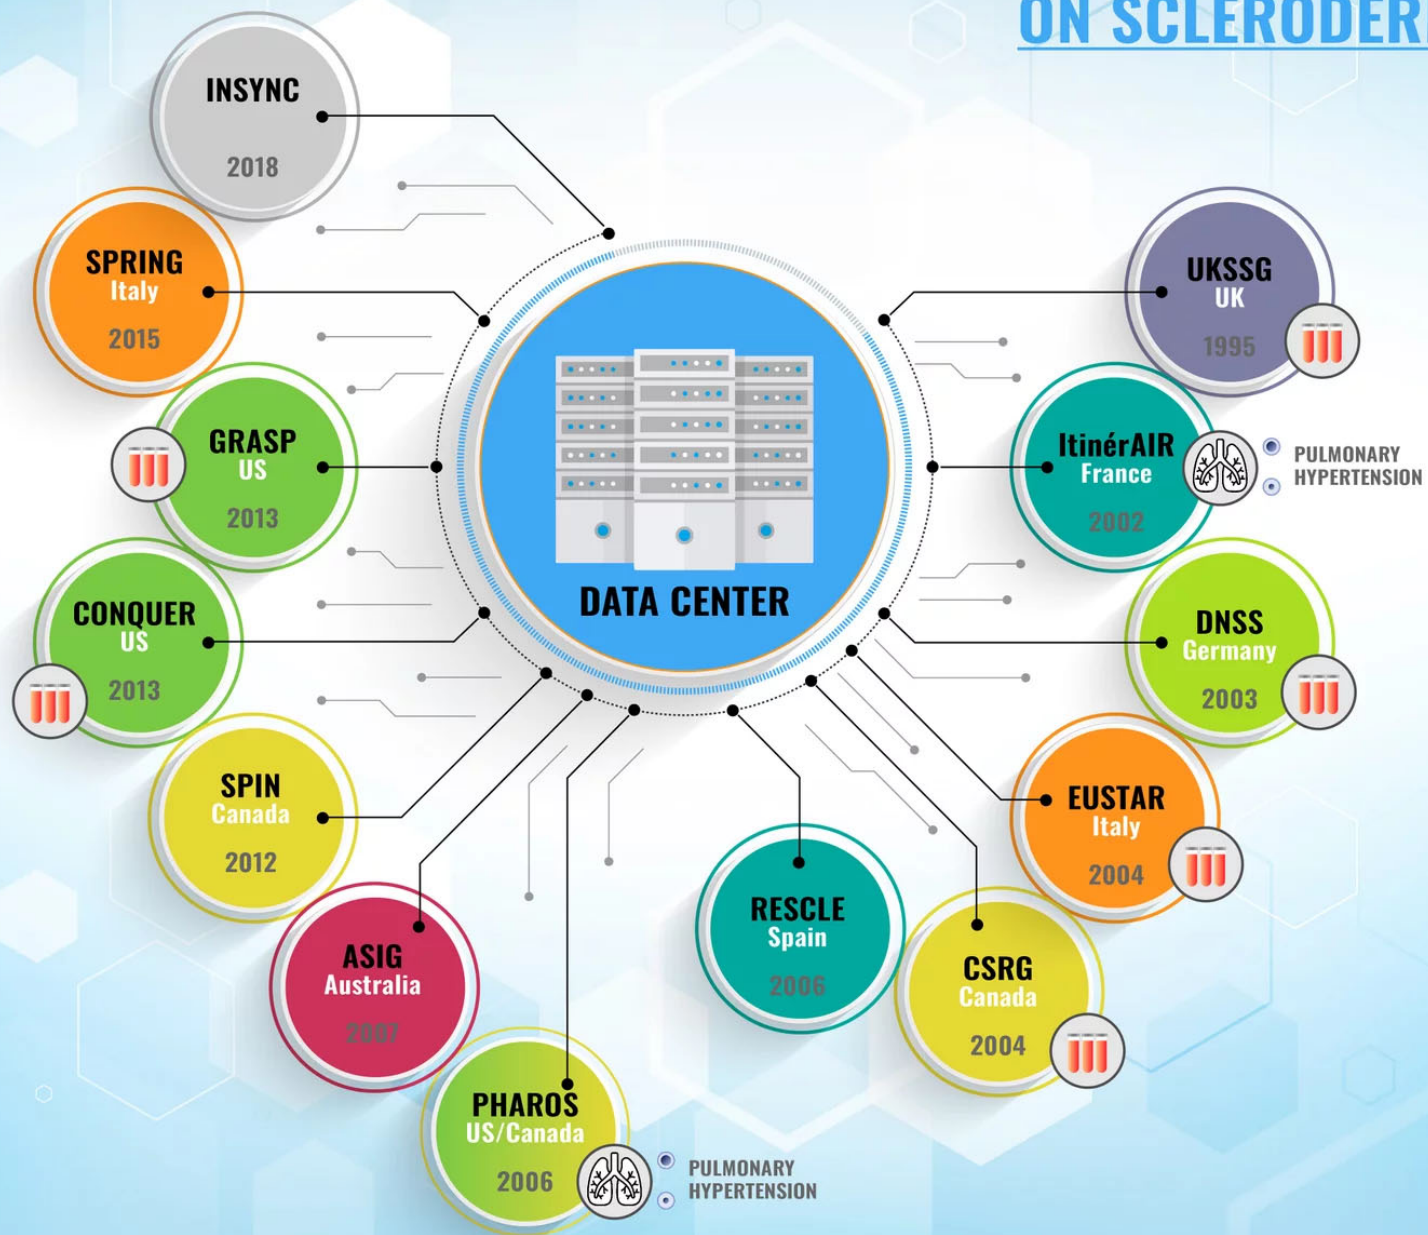 ON SCLERODER
INSYNC
2018
SPRING
Italy
2015
GRASP
US
2013
CONQUER
US
2013
SPIN
Canada
2012
ASIG
Australia
2007
PHAROS
US/Canada
2006
PULMONARY
HYPERTENSION
DATA CENTER
UKSSG
UK
1995
ItinérAIR
France
2002
PULMONARY
HYPERTENSION
DNSS
Germany
2003
EUSTAR
Italy
2004
CSRG
Canada
2004
RESCLE
Spain
2006